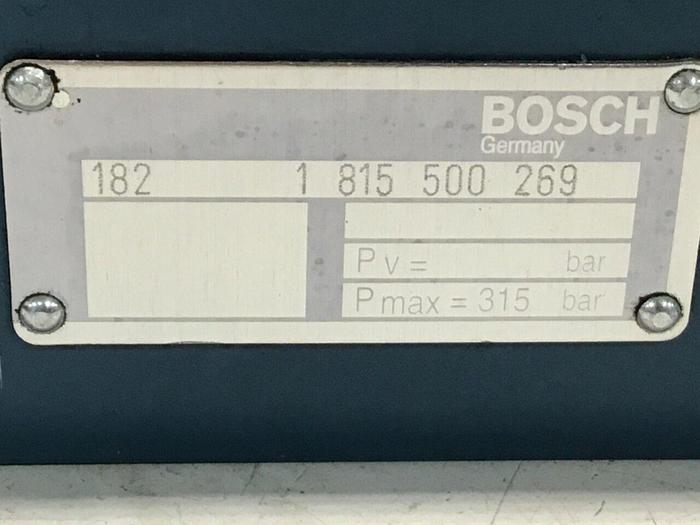 BOSCH
Germany
182 1 815 500 269
Pv = bar
Pmax = 315 bar